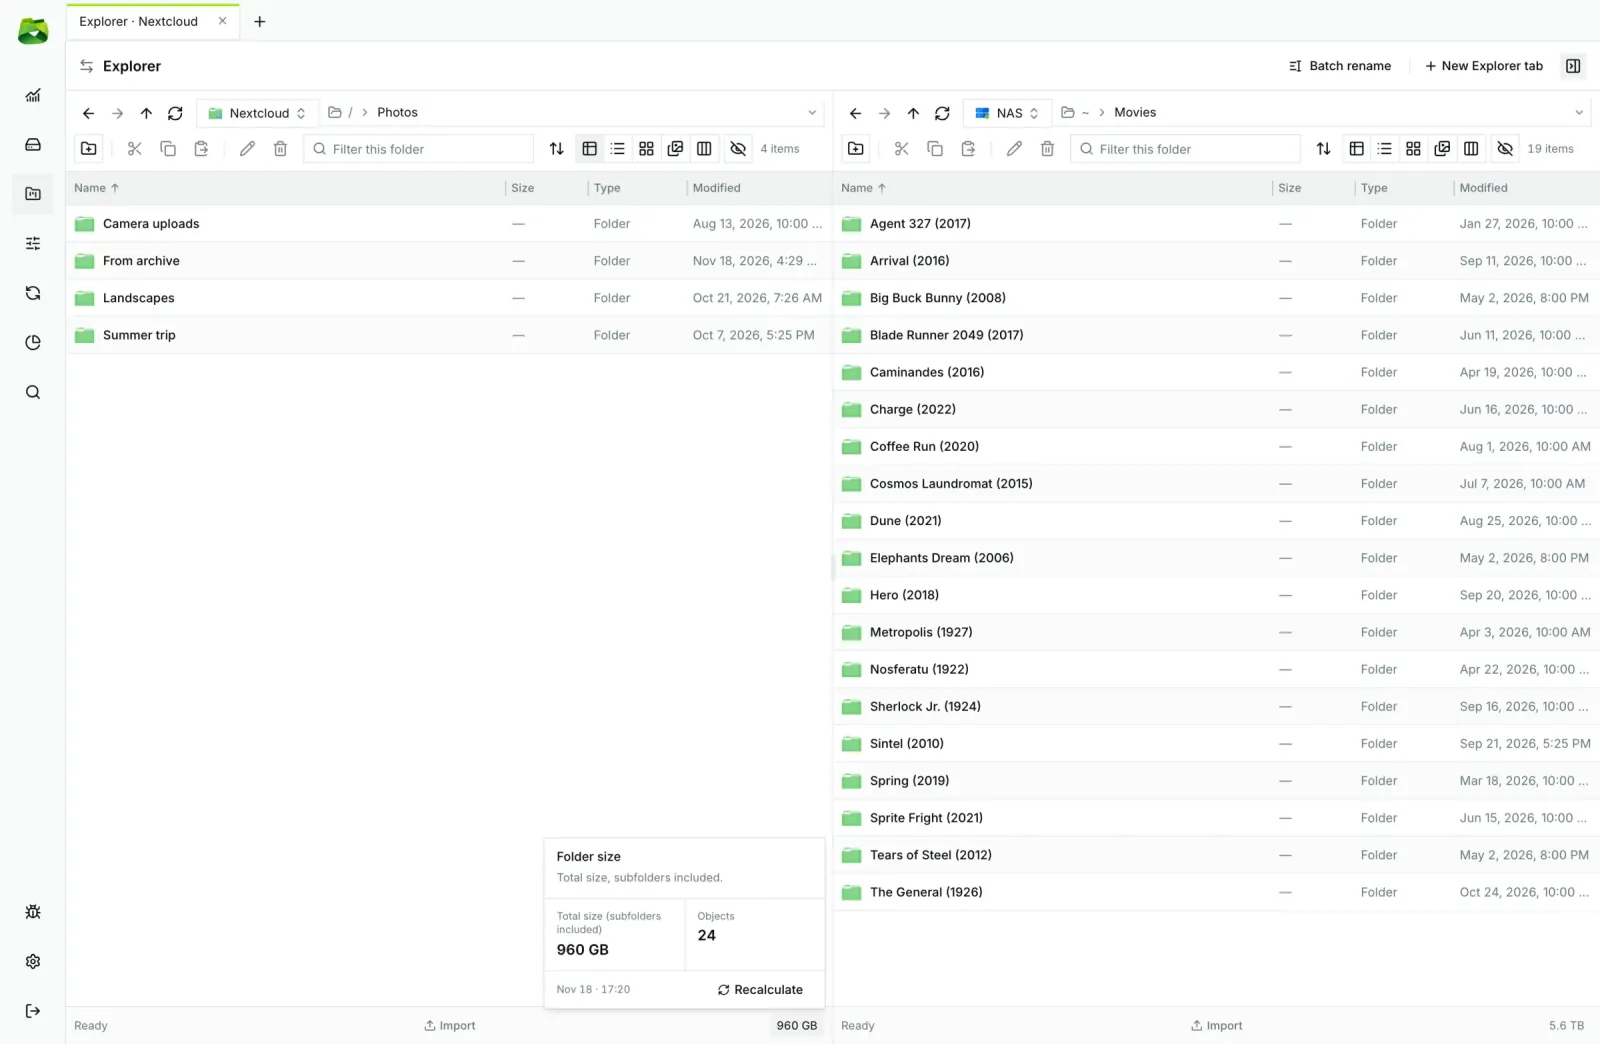 Explorer · Nextcloud
Explorer
Batch rename
New Explorer tab
Nextcloud
/ > Photos
Filter this folder
4 items
Name Size Type Modified
Camera uploads — Folder Aug 13, 2026, 10:00 ...
From archive — Folder Nov 18, 2026, 4:29 ...
Landscapes — Folder Oct 21, 2026, 7:26 AM
Summer trip — Folder Oct 7, 2026, 5:25 PM
Folder size
Total size, subfolders included.
Total size (subfolders
included)
960 GB
Objects
24
Nov 18 · 17:20
Recalculate
Ready
Import
960 GB
NAS
~ > Movies
Filter this folder
19 items
Name Size Type Modified
Agent 327 (2017) — Folder Jan 27, 2026, 10:00 ...
Arrival (2016) — Folder Sep 11, 2026, 10:00 ...
Big Buck Bunny (2008) — Folder May 2, 2026, 8:00 PM
Blade Runner 2049 (2017) — Folder Jun 11, 2026, 10:00 ...
Caminandes (2016) — Folder Apr 19, 2026, 10:00 ...
Charge (2022) — Folder Jun 16, 2026, 10:00 ...
Coffee Run (2020) — Folder Aug 1, 2026, 10:00 AM
Cosmos Laundromat (2015) — Folder Jul 7, 2026, 10:00 AM
Dune (2021) — Folder Aug 25, 2026, 10:00 ...
Elephants Dream (2006) — Folder May 2, 2026, 8:00 PM
Hero (2018) — Folder Sep 20, 2026, 10:00 ...
Metropolis (1927) — Folder Apr 3, 2026, 10:00 AM
Nosferatu (1922) — Folder Apr 22, 2026, 10:00 ...
Sherlock Jr. (1924) — Folder Sep 16, 2026, 10:00 ...
Sintel (2010) — Folder Sep 21, 2026, 5:25 PM
Spring (2019) — Folder Mar 18, 2026, 10:00 ...
Sprite Fright (2021) — Folder Jun 15, 2026, 10:00 ...
Tears of Steel (2012) — Folder May 2, 2026, 8:00 PM
The General (1926) — Folder Oct 24, 2026, 10:00 ...
Ready
Import
5.6 TB